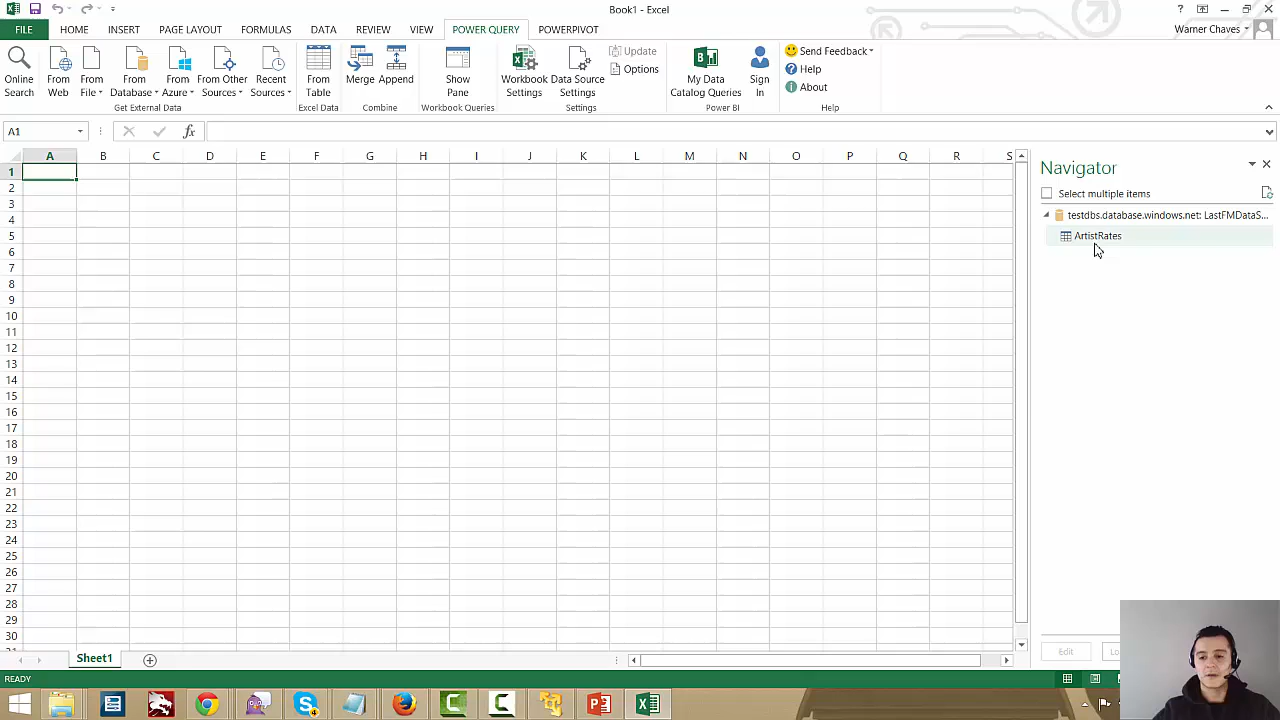 Book1 - Excel
?
FILE HOME INSERT PAGE LAYOUT FORMULAS DATA REVIEW VIEW POWER QUERY POWERPIVOT Warner Chaves
Online Search
From Web
From File
From Database
From Azure
From Other Sources
Recent Sources
From Table
Merge
Append
Show Pane
Workbook Settings
Data Source Settings
Update
Options
My Data Catalog Queries
Sign In
Send Feedback
Help
About
Get External Data Excel Data Combine Workbook Queries Settings Power BI Help
A1 fx
A B C D E F G H I J K L M N O P Q R S
1
2
3
4
5
6
7
8
9
10
11
12
13
14
15
16
17
18
19
20
21
22
23
24
25
26
27
28
29
30
Navigator
Select multiple items
testdbs.database.windows.net: LastFMDataS...
ArtistRates
Edit
Sheet1
READY